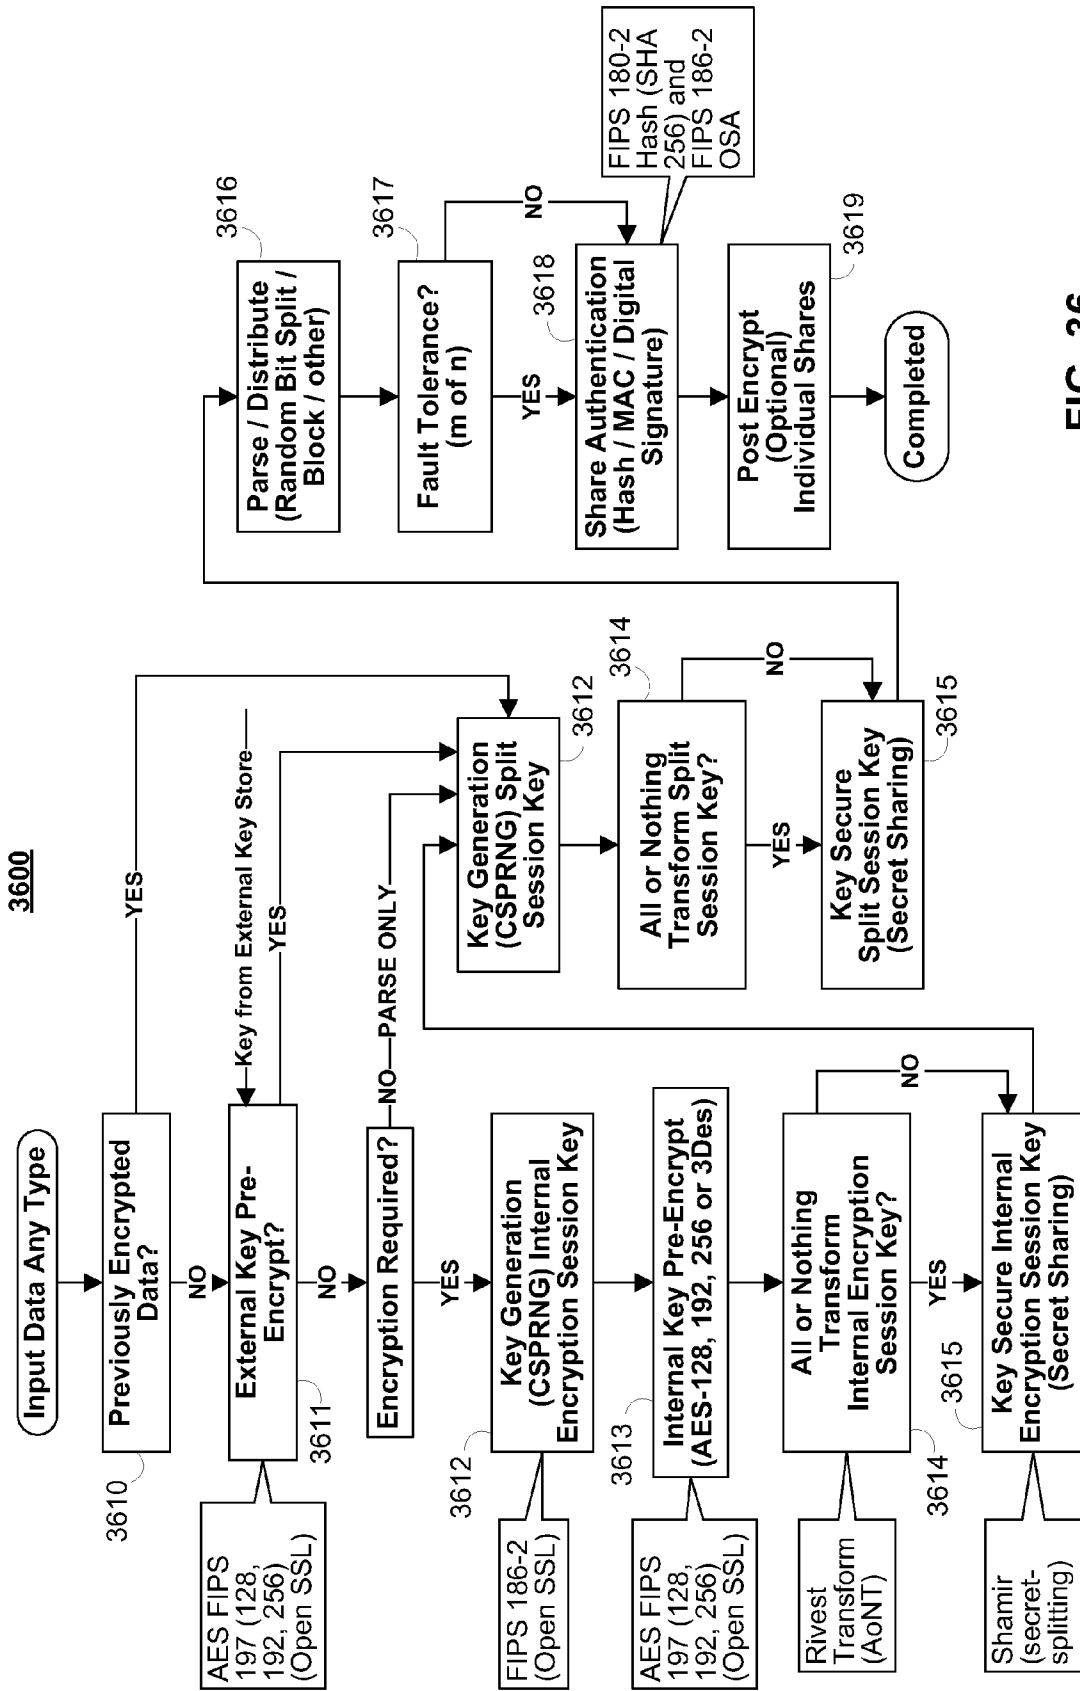 3600
Input Data Any Type
Previously Encrypted
Data?
3610
YES
NO
Key from External Key Store
External Key Pre-
Encrypt?
3611
AES FIPS
197 (128,
192, 256)
(Open SSL)
YES
NO
Encryption Required?
NO
PARSE ONLY
YES
Key Generation
(CSPRNG) Internal
Encryption Session Key
3612
FIPS 186-2
(Open SSL)
Internal Key Pre-Encrypt
(AES-128, 192, 256 or 3Des)
3613
AES FIPS
197 (128,
192, 256)
(Open SSL)
All or Nothing
Transform
Internal Encryption
Session Key?
3614
Rivest
Transform
(AoNT)
NO
YES
Key Secure Internal
Encryption Session Key
(Secret Sharing)
3615
Shamir
(secret-
splitting)
Key Generation
(CSPRNG) Split
Session Key
3612
All or Nothing
Transform Split
Session Key?
3614
NO
YES
Key Secure
Split Session Key
(Secret Sharing)
3615
Parse / Distribute
(Random Bit Split /
Block / other)
3616
Fault Tolerance?
(m of n)
3617
NO
YES
Share Authentication
(Hash / MAC / Digital
Signature)
3618
FIPS 180-2
Hash (SHA
256) and
FIPS 186-2
OSA
Post Encrypt
(Optional)
Individual Shares
3619
Completed
FIG. 36